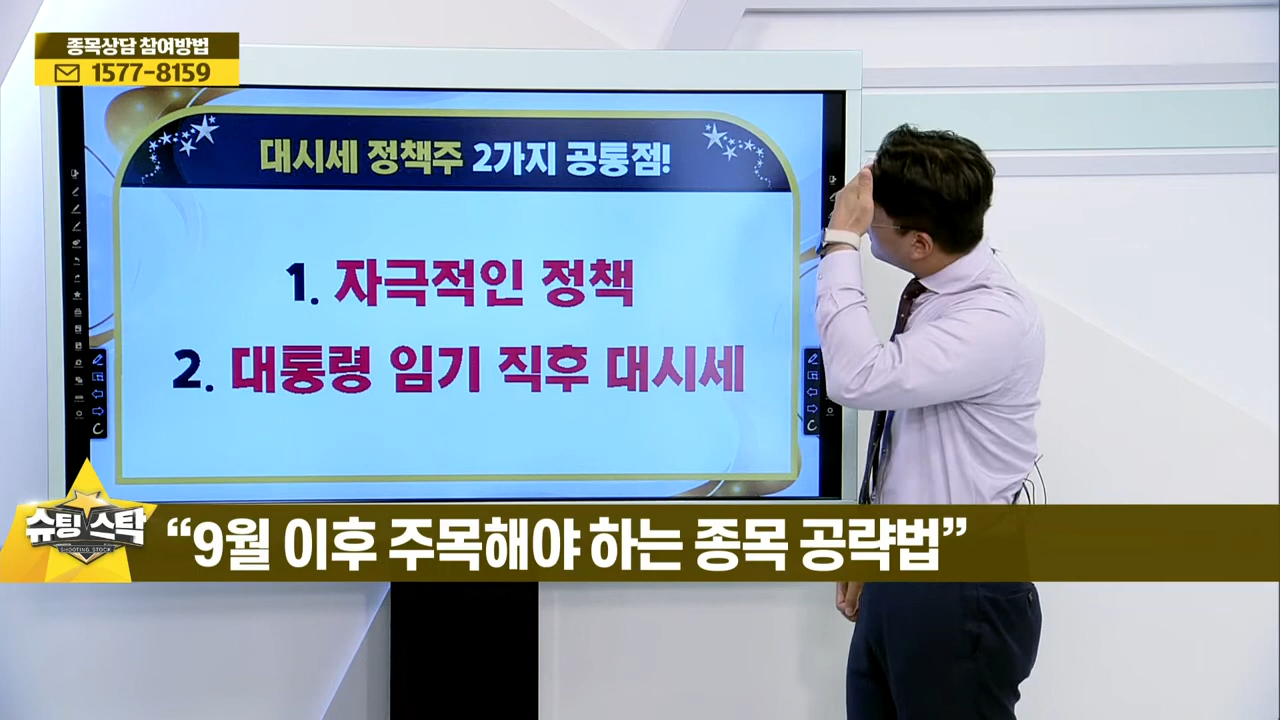 종목상담 참여방법
1577-8159
대시세 정책주 2가지 공통점!
1. 자극적인 정책
2. 대통령 임기 직후 대시세
슈팅 스탁
SHOOTING STOCK
“9월 이후 주목해야 하는 종목 공략법”